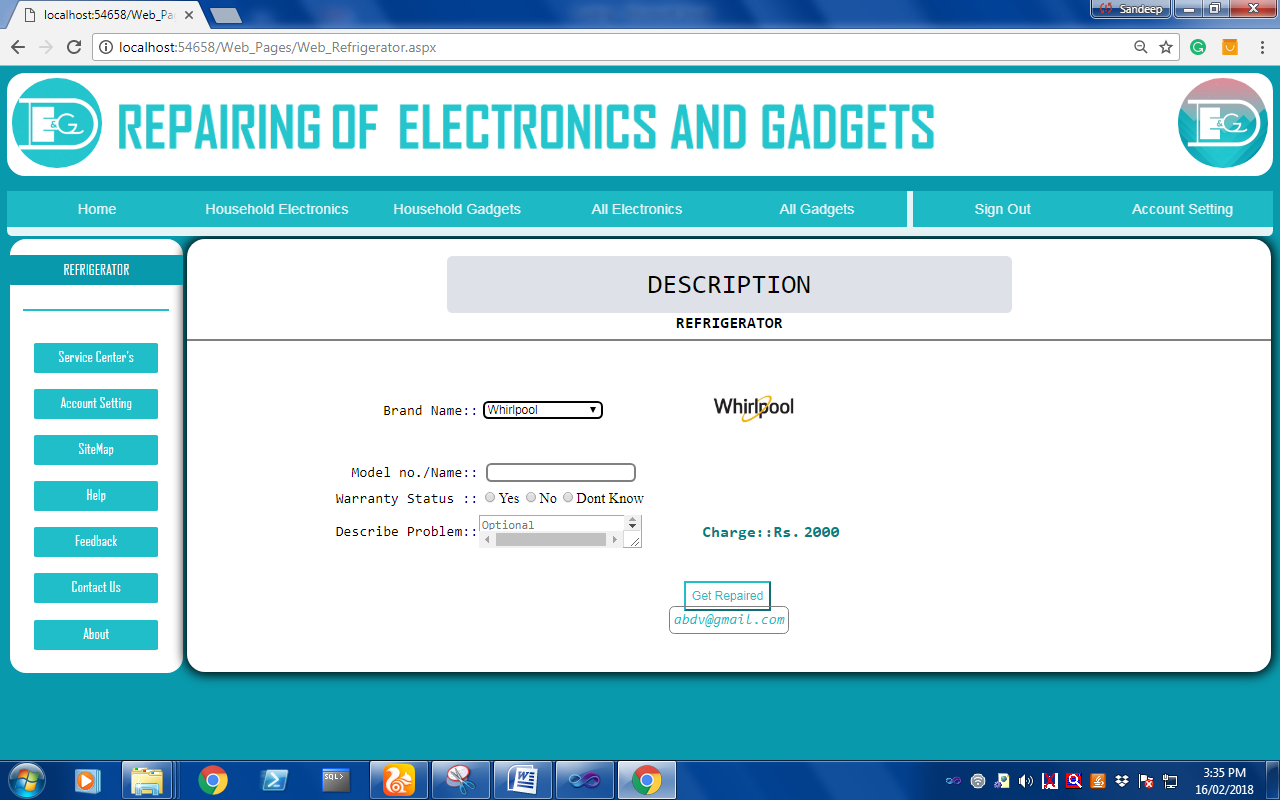 localhost:54658/Web_Pa
Sandeep
localhost:54658/Web_Pages/Web_Refrigerator.aspx
E&G
REPAIRING OF ELECTRONICS AND GADGETS
E&G
Home Household Electronics Household Gadgets All Electronics All Gadgets Sign Out Account Setting
REFRIGERATOR
Service Center's
Account Setting
SiteMap
Help
Feedback
Contact Us
About
DESCRIPTION
REFRIGERATOR
Brand Name:: Whirlpool
Whirlpool
Model no./Name::
Warranty Status :: Yes No Dont Know
Describe Problem:: Optional
Charge::Rs. 2000
Get Repaired
abdv@gmail.com
SQL>
3:35 PM
16/02/2018